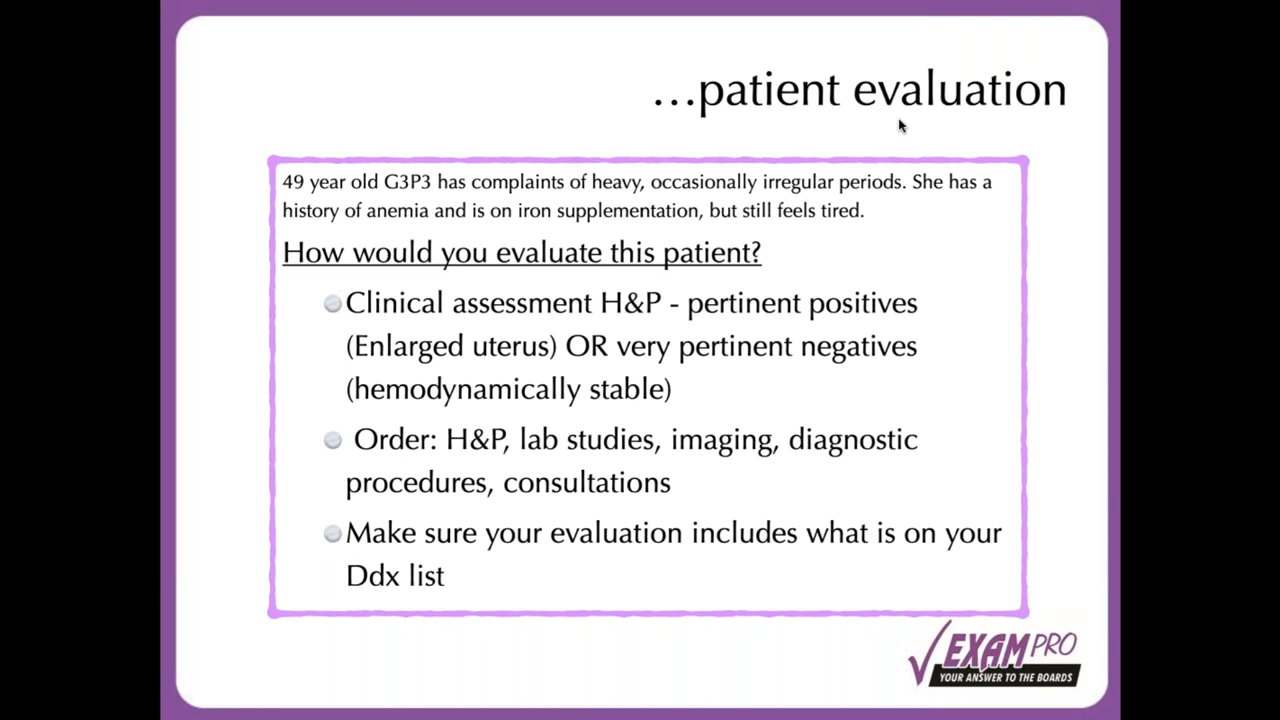 ...patient evaluation
49 year old G3P3 has complaints of heavy, occasionally irregular periods. She has a
history of anemia and is on iron supplementation, but still feels tired.
How would you evaluate this patient?
Clinical assessment H&P - pertinent positives
(Enlarged uterus) OR very pertinent negatives
(hemodynamically stable)
Order: H&P, lab studies, imaging, diagnostic
procedures, consultations
Make sure your evaluation includes what is on your
Ddx list
EXAMPRO
YOUR ANSWER TO THE BOARDS